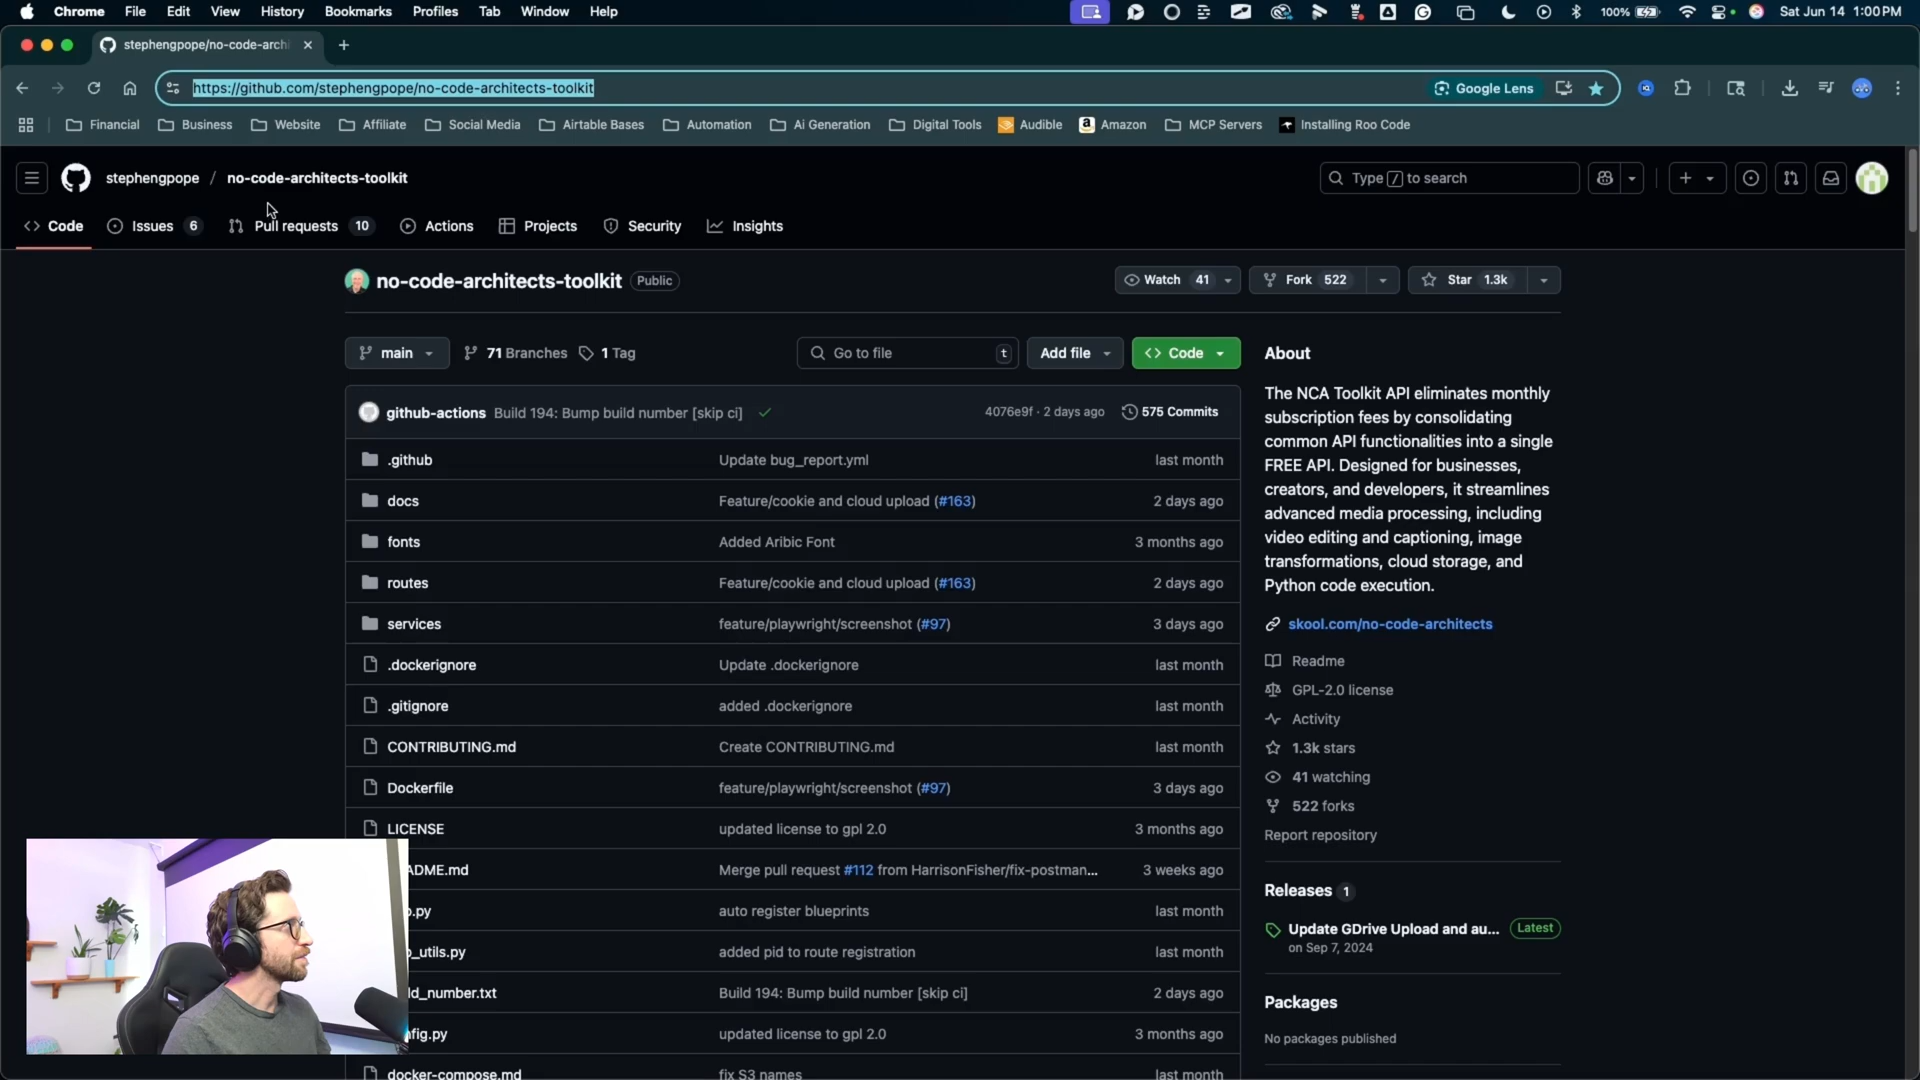 Chrome File Edit View History Bookmarks Profiles Tab Window Help 100% Sat Jun 14 1:00 PM
stephengpope/no-code-archi
https://github.com/stephengpope/no-code-architects-toolkit Google Lens
Financial Business Website Affiliate Social Media Airtable Bases Automation Ai Generation Digital Tools Audible Amazon MCP Servers Installing Roo Code
stephengpope / no-code-architects-toolkit Type / to search
Code Issues 6 Pull requests 10 Actions Projects Security Insights
no-code-architects-toolkit Public Watch 41 Fork 522 Star 1.3k
main 71 Branches 1 Tag Go to file t Add file Code
github-actions Build 194: Bump build number [skip ci] 4076e9f · 2 days ago 575 Commits
.github Update bug_report.yml last month
docs Feature/cookie and cloud upload (#163) 2 days ago
fonts Added Aribic Font 3 months ago
routes Feature/cookie and cloud upload (#163) 2 days ago
services feature/playwright/screenshot (#97) 3 days ago
.dockerignore Update .dockerignore last month
.gitignore added .dockerignore last month
CONTRIBUTING.md Create CONTRIBUTING.md last month
Dockerfile feature/playwright/screenshot (#97) 3 days ago
LICENSE updated license to gpl 2.0 3 months ago
ADME.md Merge pull request #112 from HarrisonFisher/fix-postman... 3 weeks ago
.py auto register blueprints last month
_utils.py added pid to route registration last month
ld_number.txt Build 194: Bump build number [skip ci] 2 days ago
nfig.py updated license to gpl 2.0 3 months ago
docker-compose.md fix S3 names last month
About
The NCA Toolkit API eliminates monthly
subscription fees by consolidating
common API functionalities into a single
FREE API. Designed for businesses,
creators, and developers, it streamlines
advanced media processing, including
video editing and captioning, image
transformations, cloud storage, and
Python code execution.
skool.com/no-code-architects
Readme
GPL-2.0 license
Activity
1.3k stars
41 watching
522 forks
Report repository
Releases 1
Update GDrive Upload and au... Latest
on Sep 7, 2024
Packages
No packages published